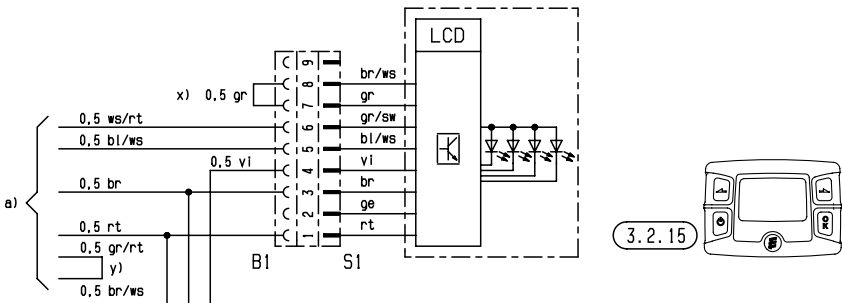 LCD
x) 0,5 gr
9
8
7
6
5
4
3
2
1
br/ws
gr
gr/sw
bl/ws
vi
br
ge
rt
0,5 ws/rt
0,5 bl/ws
0,5 vi
a)
0,5 br
0,5 rt
0,5 gr/rt
y)
0,5 br/ws
B1
S1
3.2.15
OK